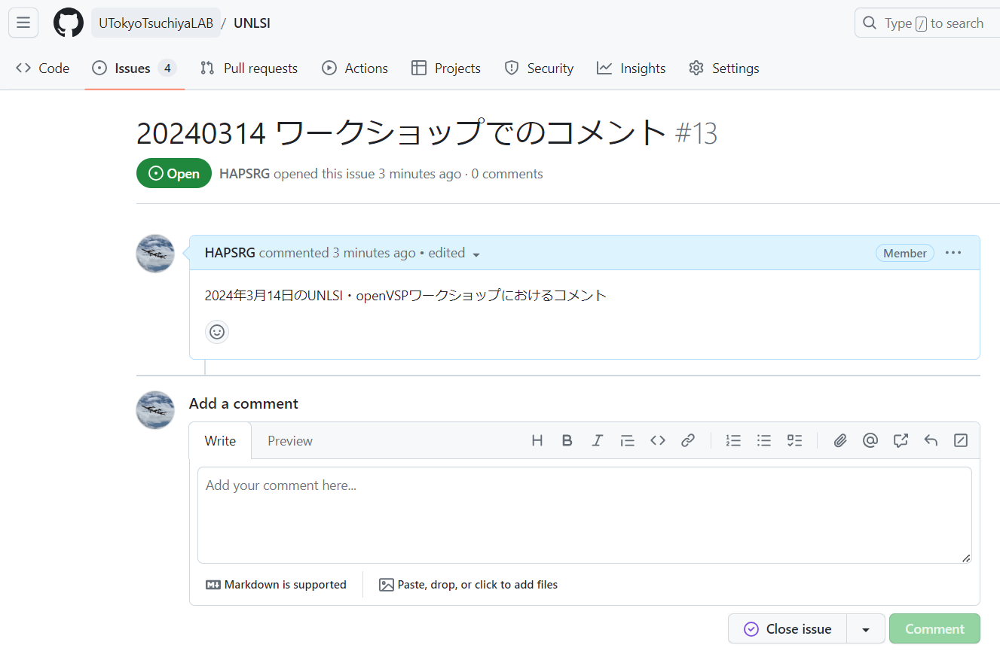 UTokyoTsuchiyaLAB / UNLSI
Type / to search
Code Issues 4 Pull requests Actions Projects Security Insights Settings
20240314 ワークショップでのコメント #13
Open HAPSRG opened this issue 3 minutes ago · 0 comments
HAPSRG commented 3 minutes ago • edited Member
2024年3月14日のUNLSI・openVSPワークショップにおけるコメント
Add a comment
Write Preview
Add your comment here...
Markdown is supported Paste, drop, or click to add files
Close issue Comment